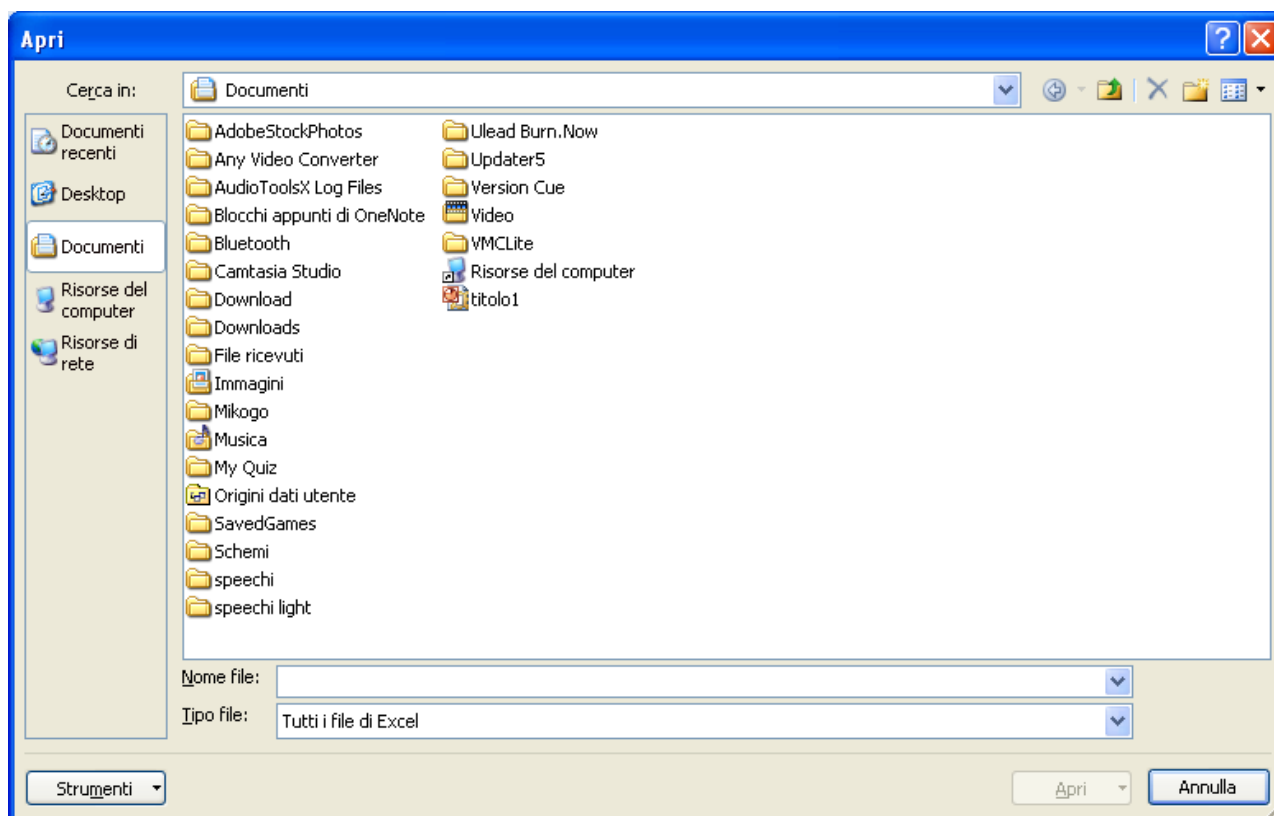 Apri
Cerca in:
Documenti
Documenti
recenti
Desktop
Documenti
Risorse del
computer
Risorse di
rete
AdobeStockPhotos
Any Video Converter
AudioToolsX Log Files
Blocchi appunti di OneNote
Bluetooth
Camtasia Studio
Download
Downloads
File ricevuti
Immagini
Mikogo
Musica
My Quiz
Origini dati utente
SavedGames
Schemi
speechi
speechi light
Ulead Burn.Now
Updater5
Version Cue
Video
VMCLite
Risorse del computer
titolo1
Nome file:
Tipo file:
Tutti i file di Excel
Strumenti
Apri
Annulla